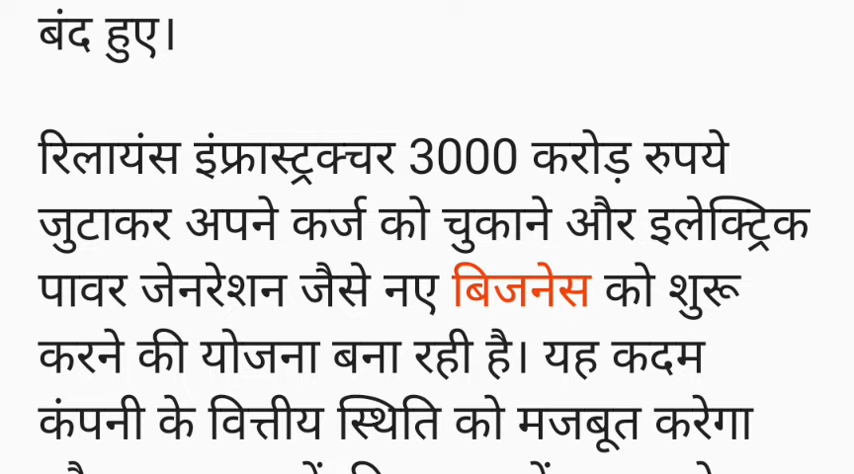 बंद हुए।
रिलायंस इंफ्रास्ट्रक्चर 3000 करोड़ रुपये
जुटाकर अपने कर्ज को चुकाने और इलेक्ट्रिक
पावर जेनरेशन जैसे नए बिजनेस को शुरू
करने की योजना बना रही है। यह कदम
कंपनी के वित्तीय स्थिति को मजबूत करेगा